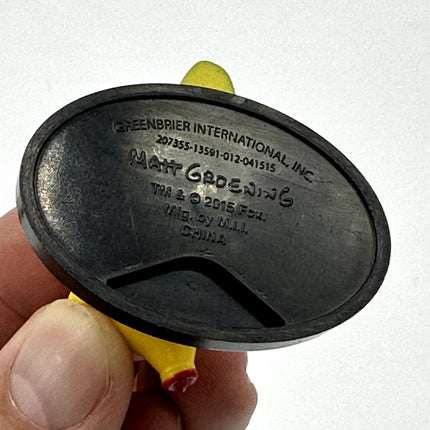 GREENBRIER INTERNATIONAL, INC.
207355-13591-012-041515
MATT GROENING
TM & © 2015 Fox.
Mfg. by M.I.I.
CHINA